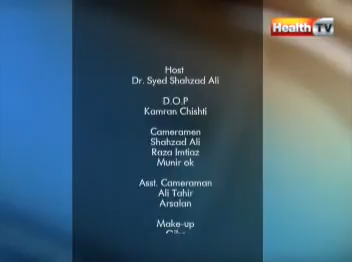 Health TV
Host
Dr. Syed Shahzad Ali
D.O.P
Kamran Chishti
Cameramen
Shahzad Ali
Raza Imtiaz
Munir ok
Asst. Cameraman
Ali Tahir
Arsalan
Make-up